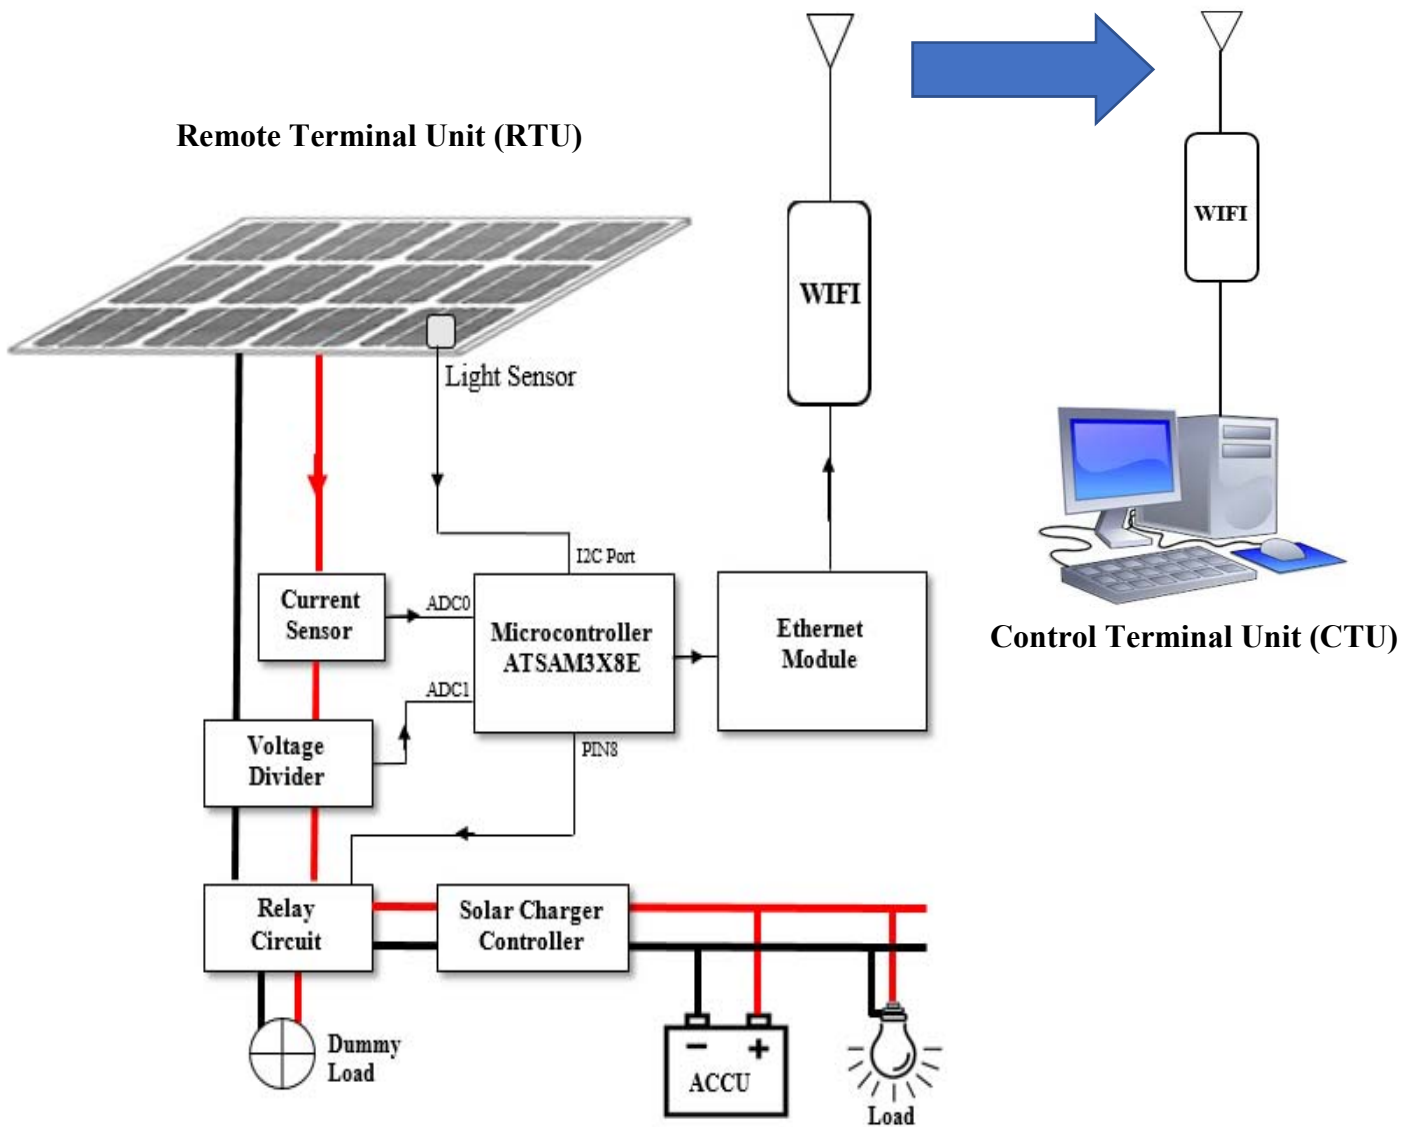 Remote Terminal Unit (RTU)
WIFI
WIFI
Light Sensor
I2C Port
Current
Sensor
ADC0
Microcontroller
ATSAM3X8E
Ethernet
Module
Control Terminal Unit (CTU)
ADC1
Voltage
Divider
PIN8
Relay
Circuit
Solar Charger
Controller
Dummy
Load
− +
ACCU
Load